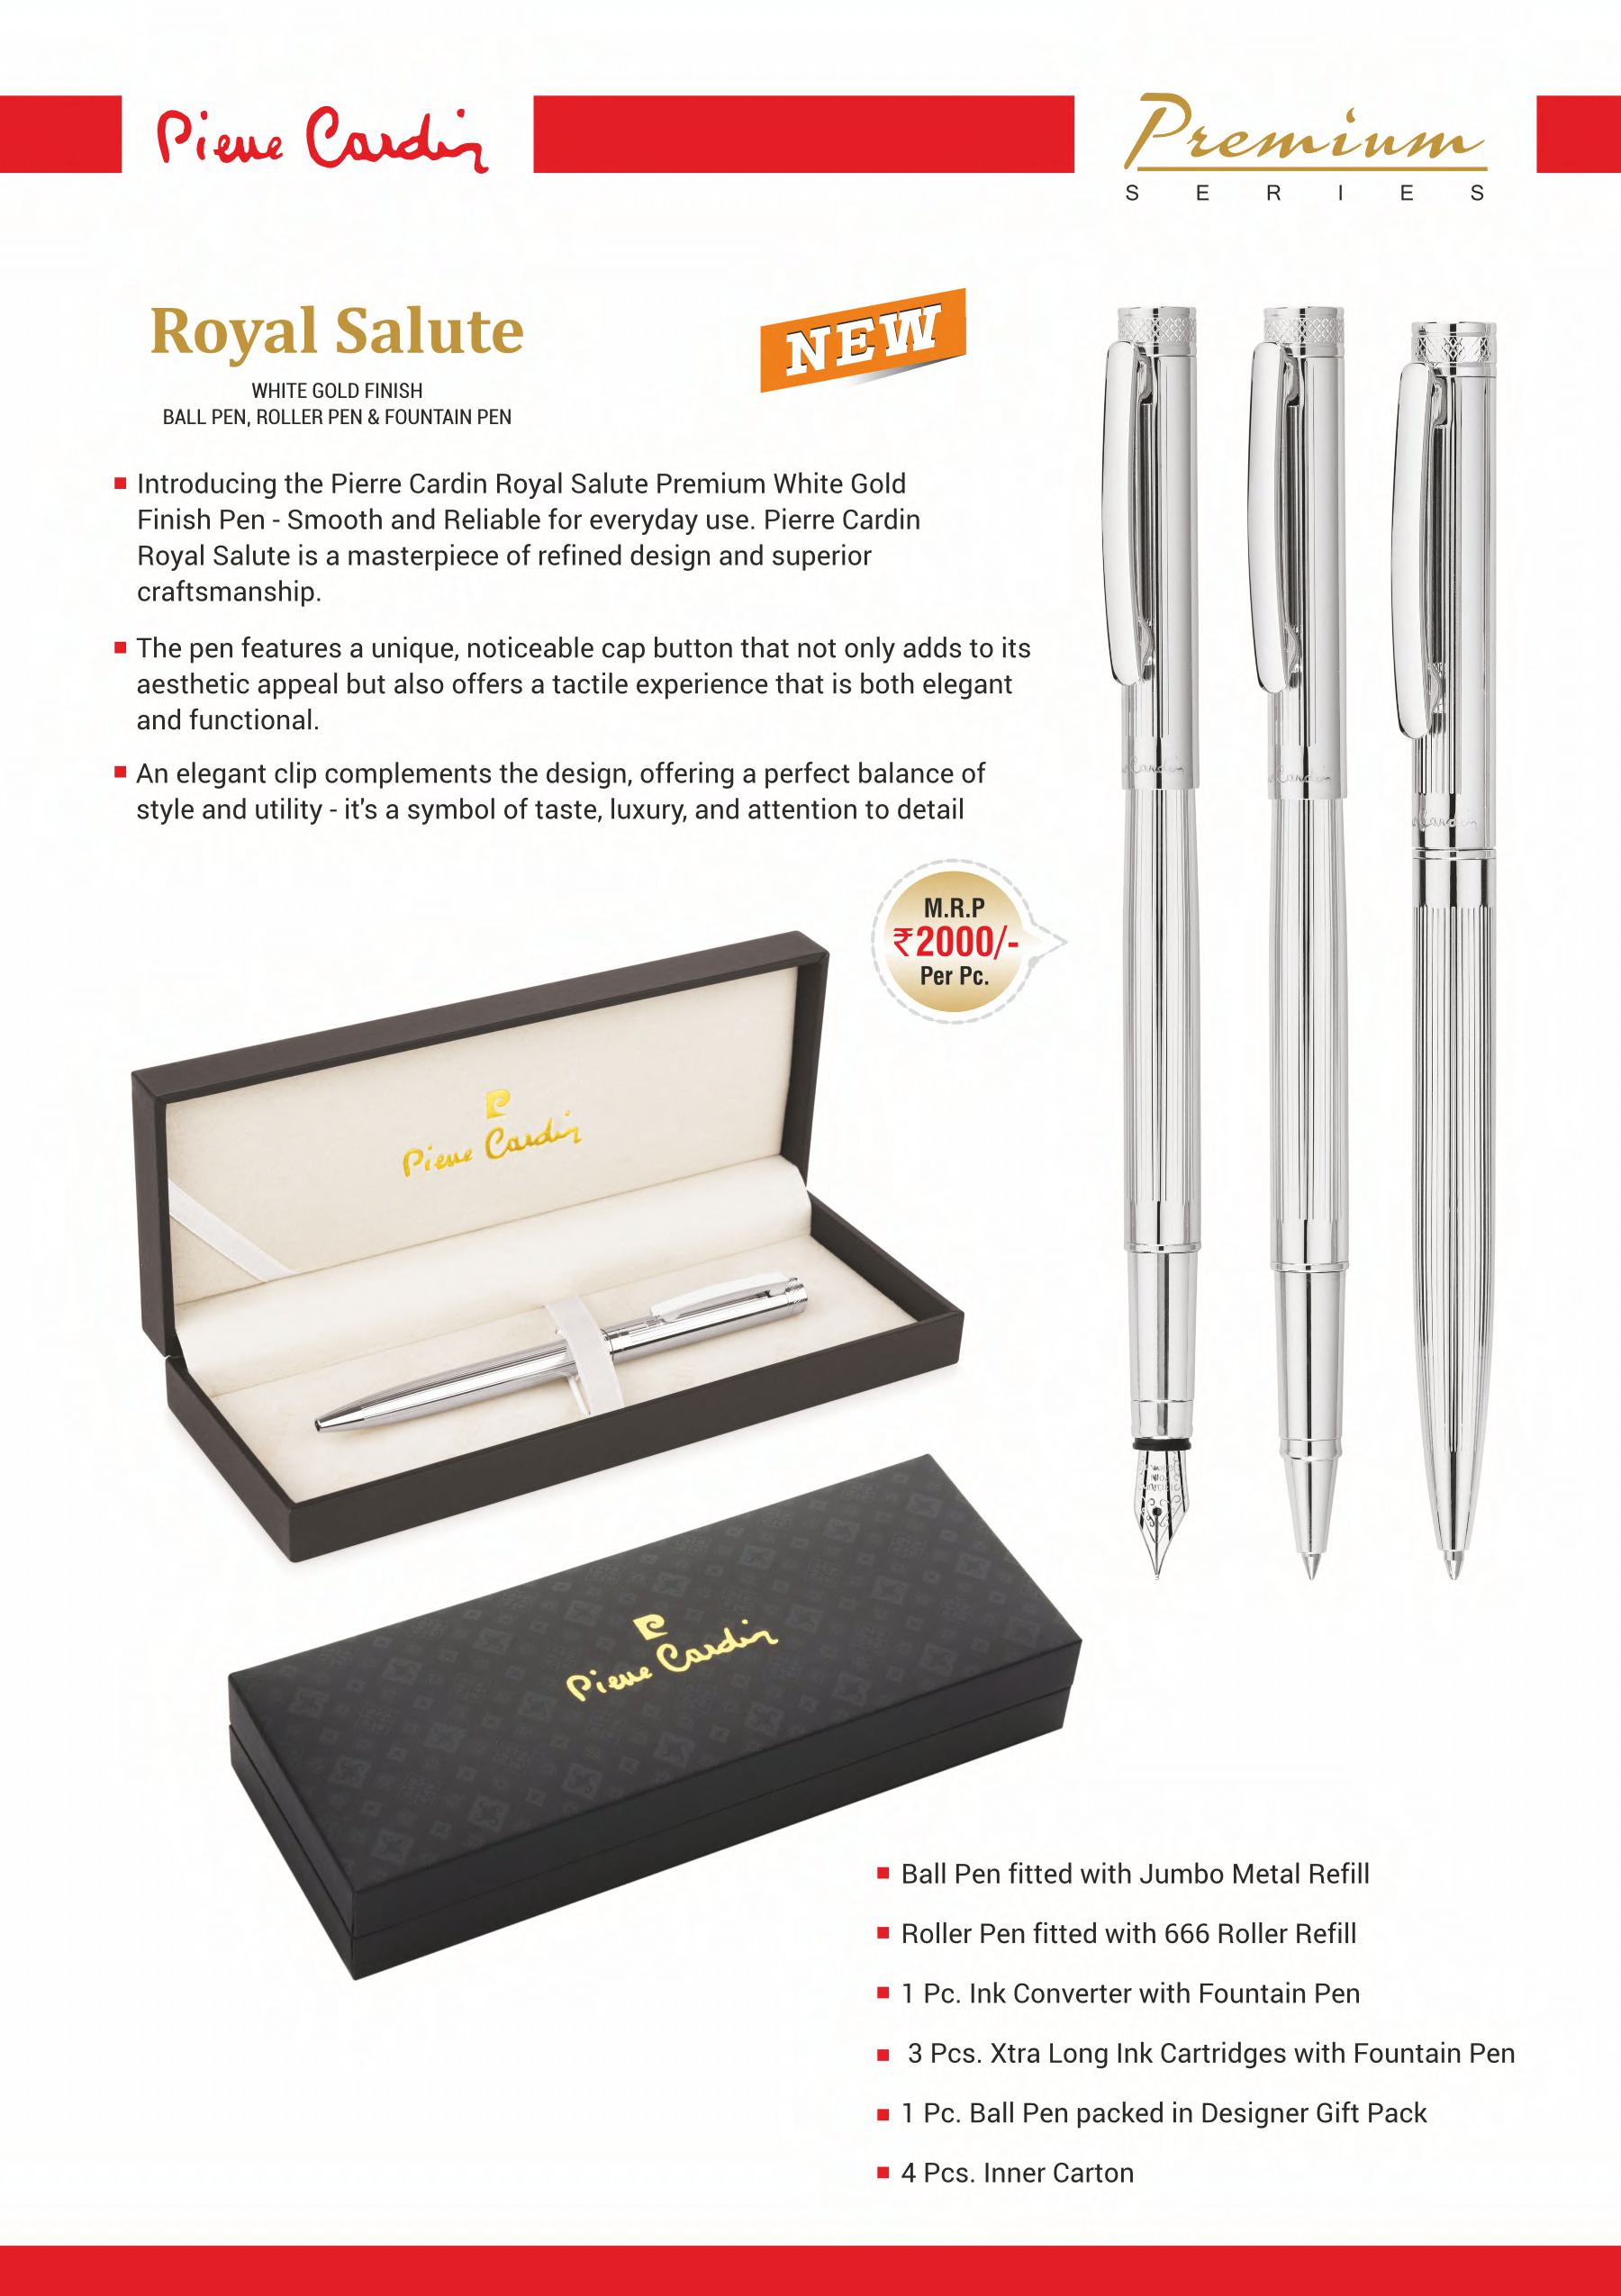 Pierre Cardin
Premium
SERIES
Royal Salute
WHITE GOLD FINISH
BALL PEN, ROLLER PEN & FOUNTAIN PEN
NEW
Introducing the Pierre Cardin Royal Salute Premium White Gold
Finish Pen - Smooth and Reliable for everyday use. Pierre Cardin
Royal Salute is a masterpiece of refined design and superior
craftsmanship.
The pen features a unique, noticeable cap button that not only adds to its
aesthetic appeal but also offers a tactile experience that is both elegant
and functional.
An elegant clip complements the design, offering a perfect balance of
style and utility - it's a symbol of taste, luxury, and attention to detail
M.R.P
₹2000/-
Per Pc.
Cardin
Cardin
Cardin
Pierre Cardin
Pierre Cardin
Ball Pen fitted with Jumbo Metal Refill
Roller Pen fitted with 666 Roller Refill
1 Pc. Ink Converter with Fountain Pen
3 Pcs. Xtra Long Ink Cartridges with Fountain Pen
1 Pc. Ball Pen packed in Designer Gift Pack
4 Pcs. Inner Carton